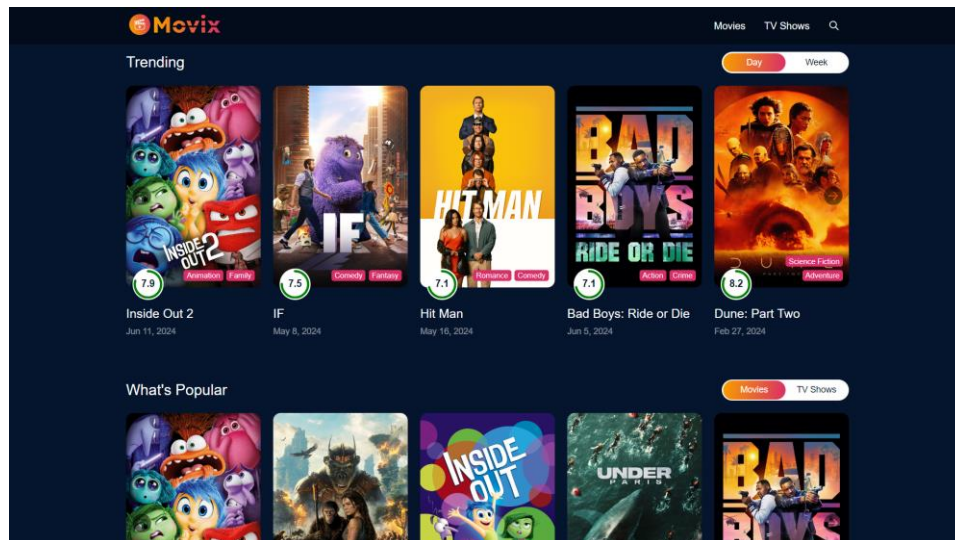 Movix
Movies TV Shows
Trending
Day Week
INSIDE OUT 2
IF
HIT MAN
BAD BOYS
RIDE OR DIE
DUNE
PART TWO
7.9 Animation Family
7.5 Comedy Fantasy
7.1 Romance Comedy
7.1 Action Crime
8.2 Science Fiction Adventure
Inside Out 2
Jun 11, 2024
IF
May 8, 2024
Hit Man
May 16, 2024
Bad Boys: Ride or Die
Jun 5, 2024
Dune: Part Two
Feb 27, 2024
What's Popular
Movies TV Shows
INSIDE OUT
UNDER
PARIS
BAD
BOYS